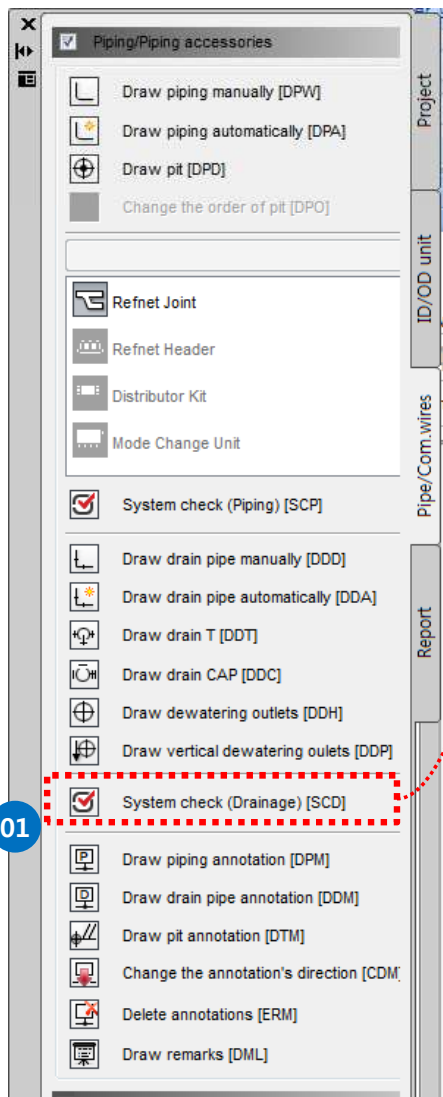 Piping/Piping accessories
Draw piping manually [DPW]
Draw piping automatically [DPA]
Draw pit [DPD]
Change the order of pit [DPO]
Refnet Joint
Refnet Header
Distributor Kit
Mode Change Unit
System check (Piping) [SCP]
Draw drain pipe manually [DDD]
Draw drain pipe automatically [DDA]
Draw drain T [DDT]
Draw drain CAP [DDC]
Draw dewatering outlets [DDH]
Draw vertical dewatering oulets [DDP]
System check (Drainage) [SCD]
01
Draw piping annotation [DPM]
Draw drain pipe annotation [DDM]
Draw pit annotation [DTM]
Change the annotation's direction [CDM
Delete annotations [ERM]
Draw remarks [DML]
Project
ID/OD unit
Pipe/Com.wires
Report